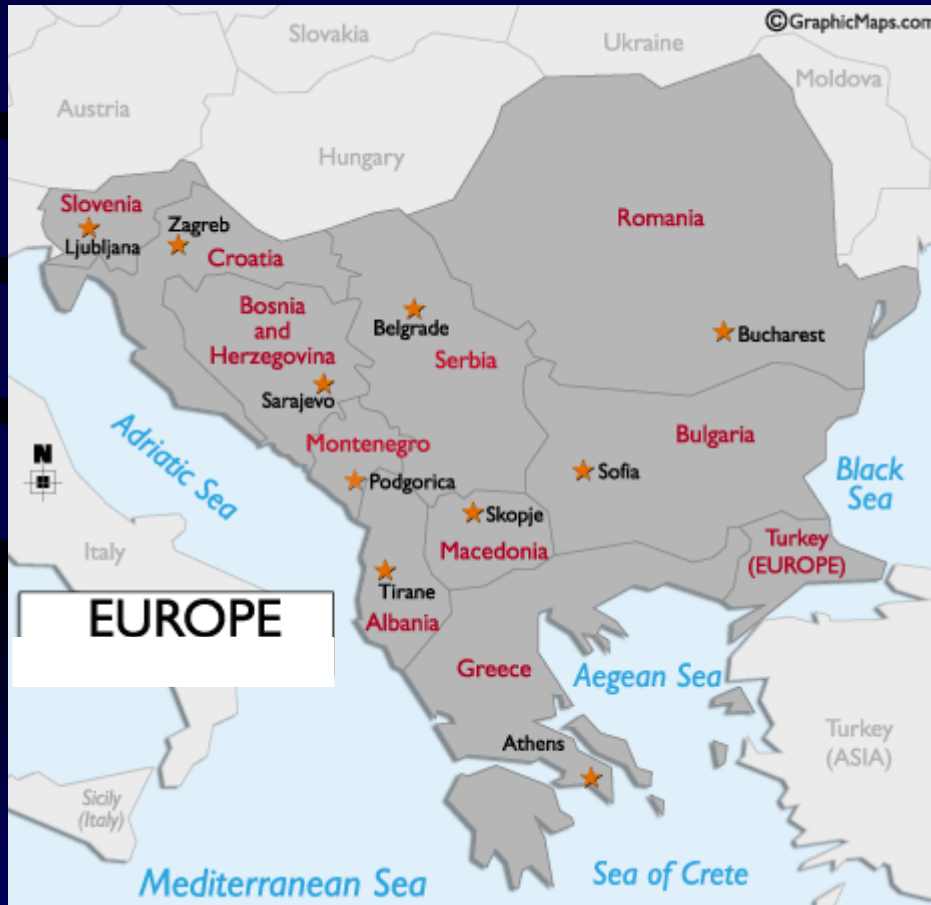 ©GraphicMaps.com
Slovakia
Ukraine
Moldova
Austria
Hungary
Slovenia
Zagreb
Ljubljana
Croatia
Romania
Bosnia
and
Herzegovina
Belgrade
Bucharest
Serbia
Sarajevo
Montenegro
Bulgaria
Adriatic Sea
N
Podgorica
Sofia
Black
Sea
Skopje
Italy
Macedonia
Turkey
(EUROPE)
Tirane
EUROPE
Albania
Greece
Aegean Sea
Athens
Turkey
(ASIA)
Sicily
(Italy)
Mediterranean Sea
Sea of Crete